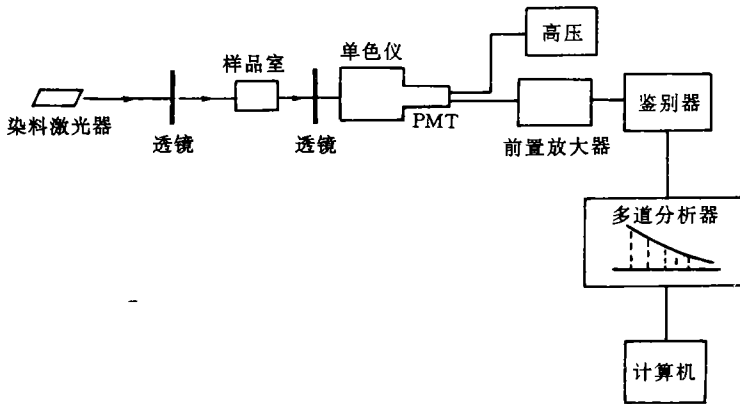 高压
单色仪
样品室
鉴别器
染料激光器
透镜
透镜
PMT
前置放大器
多道分析器
计算机